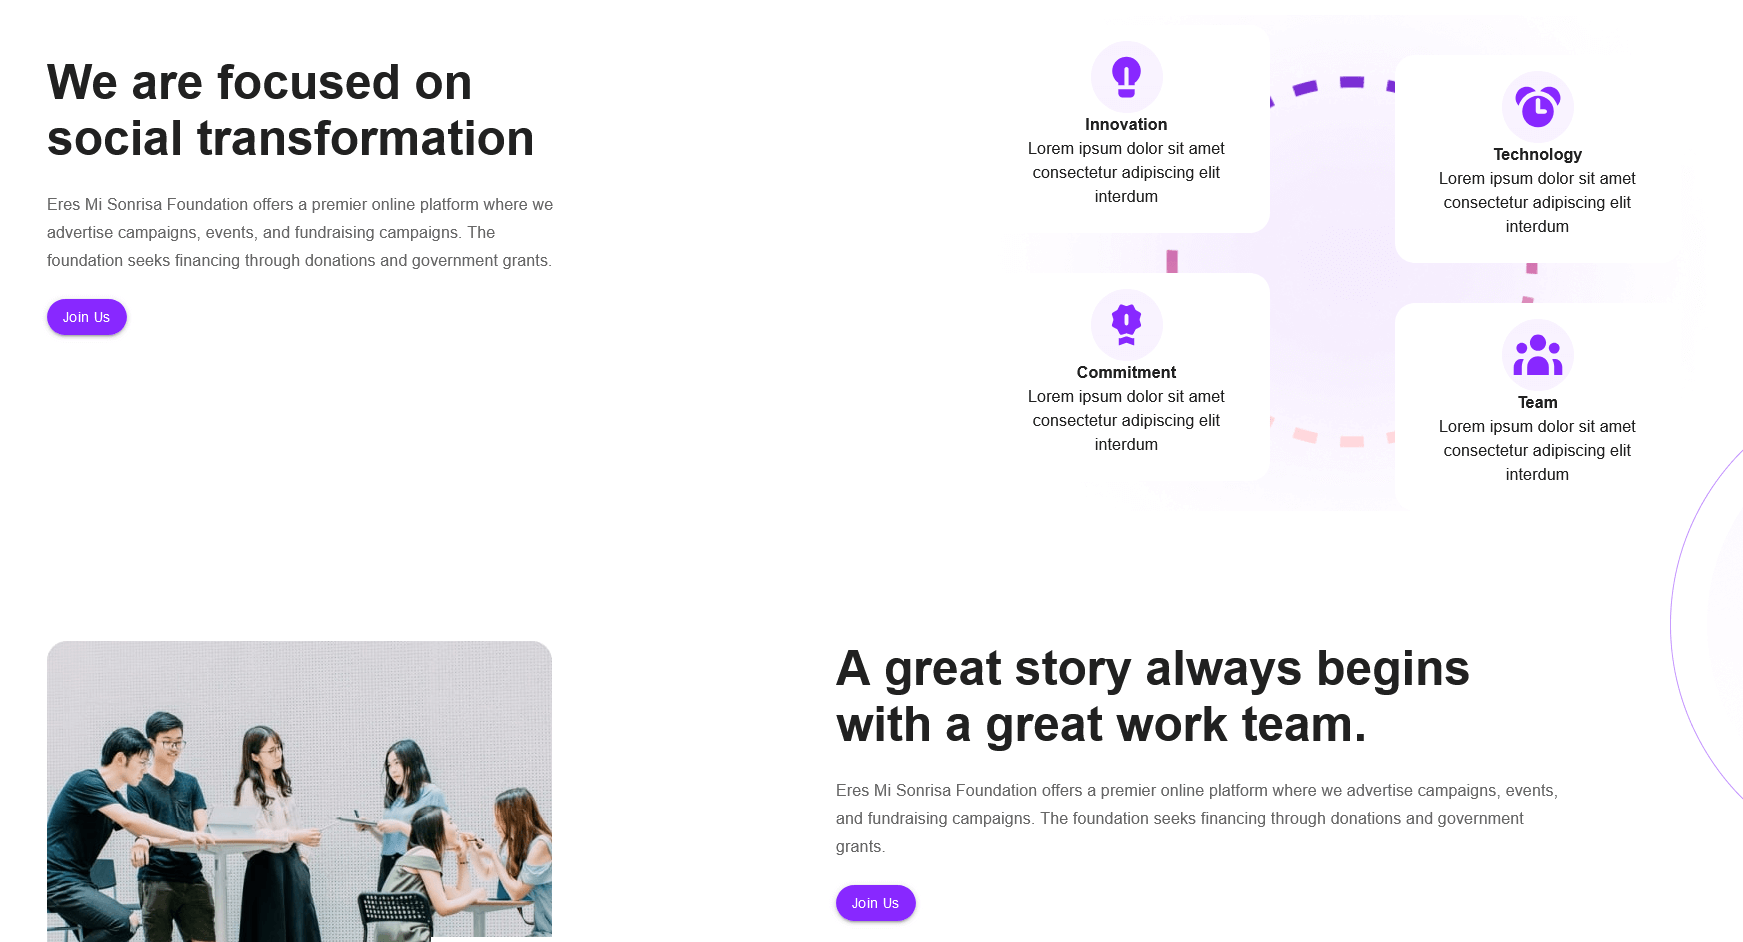 We are focused on
social transformation
Eres Mi Sonrisa Foundation offers a premier online platform where we
advertise campaigns, events, and fundraising campaigns. The
foundation seeks financing through donations and government grants.
Join Us
Innovation
Lorem ipsum dolor sit amet
consectetur adipiscing elit
interdum
Technology
Lorem ipsum dolor sit amet
consectetur adipiscing elit
interdum
Commitment
Lorem ipsum dolor sit amet
consectetur adipiscing elit
interdum
Team
Lorem ipsum dolor sit amet
consectetur adipiscing elit
interdum
A great story always begins
with a great work team.
Eres Mi Sonrisa Foundation offers a premier online platform where we advertise campaigns, events,
and fundraising campaigns. The foundation seeks financing through donations and government
grants.
Join Us